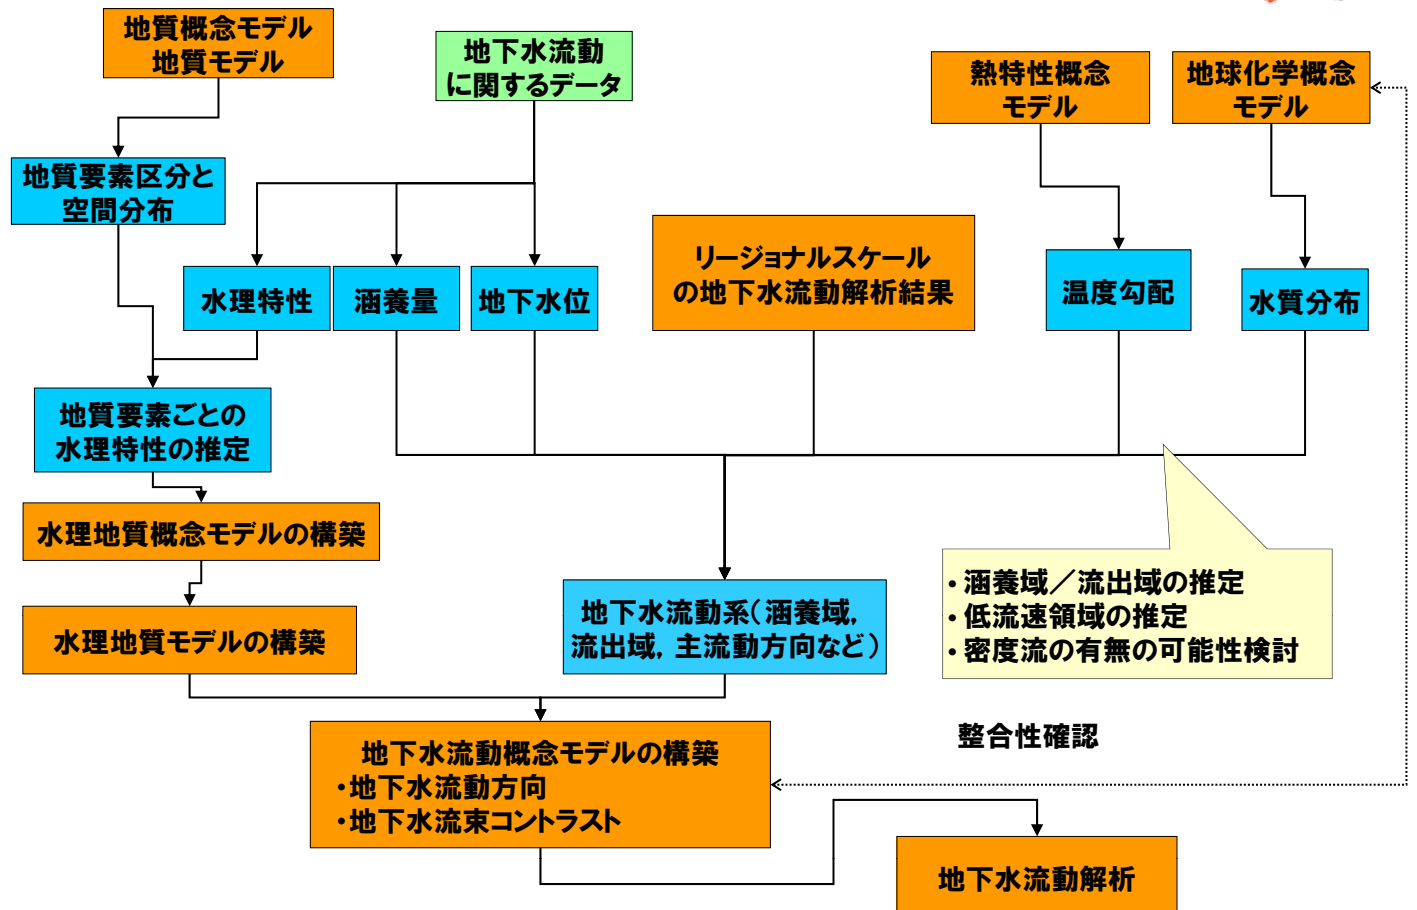 地質概念モデル
地質モデル
地下水流動
に関するデータ
熱特性概念
モデル
地球化学概念
モデル
地質要素区分と
空間分布
リージョナルスケール
の地下水流動解析結果
水理特性
涵養量
地下水位
温度勾配
水質分布
地質要素ごとの
水理特性の推定
水理地質概念モデルの構築
・涵養域／流出域の推定
・低流速領域の推定
・密度流の有無の可能性検討
地下水流動系（涵養域，
流出域，主流動方向など）
水理地質モデルの構築
整合性確認
地下水流動概念モデルの構築
・地下水流動方向
・地下水流束コントラスト
地下水流動解析